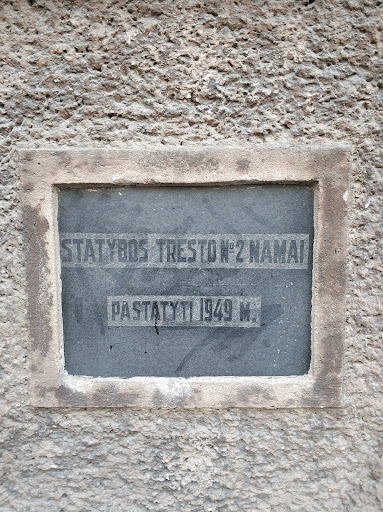 STATYBOS TRESTO Nº2 NAMAI
PASTATYTI 1949 M.